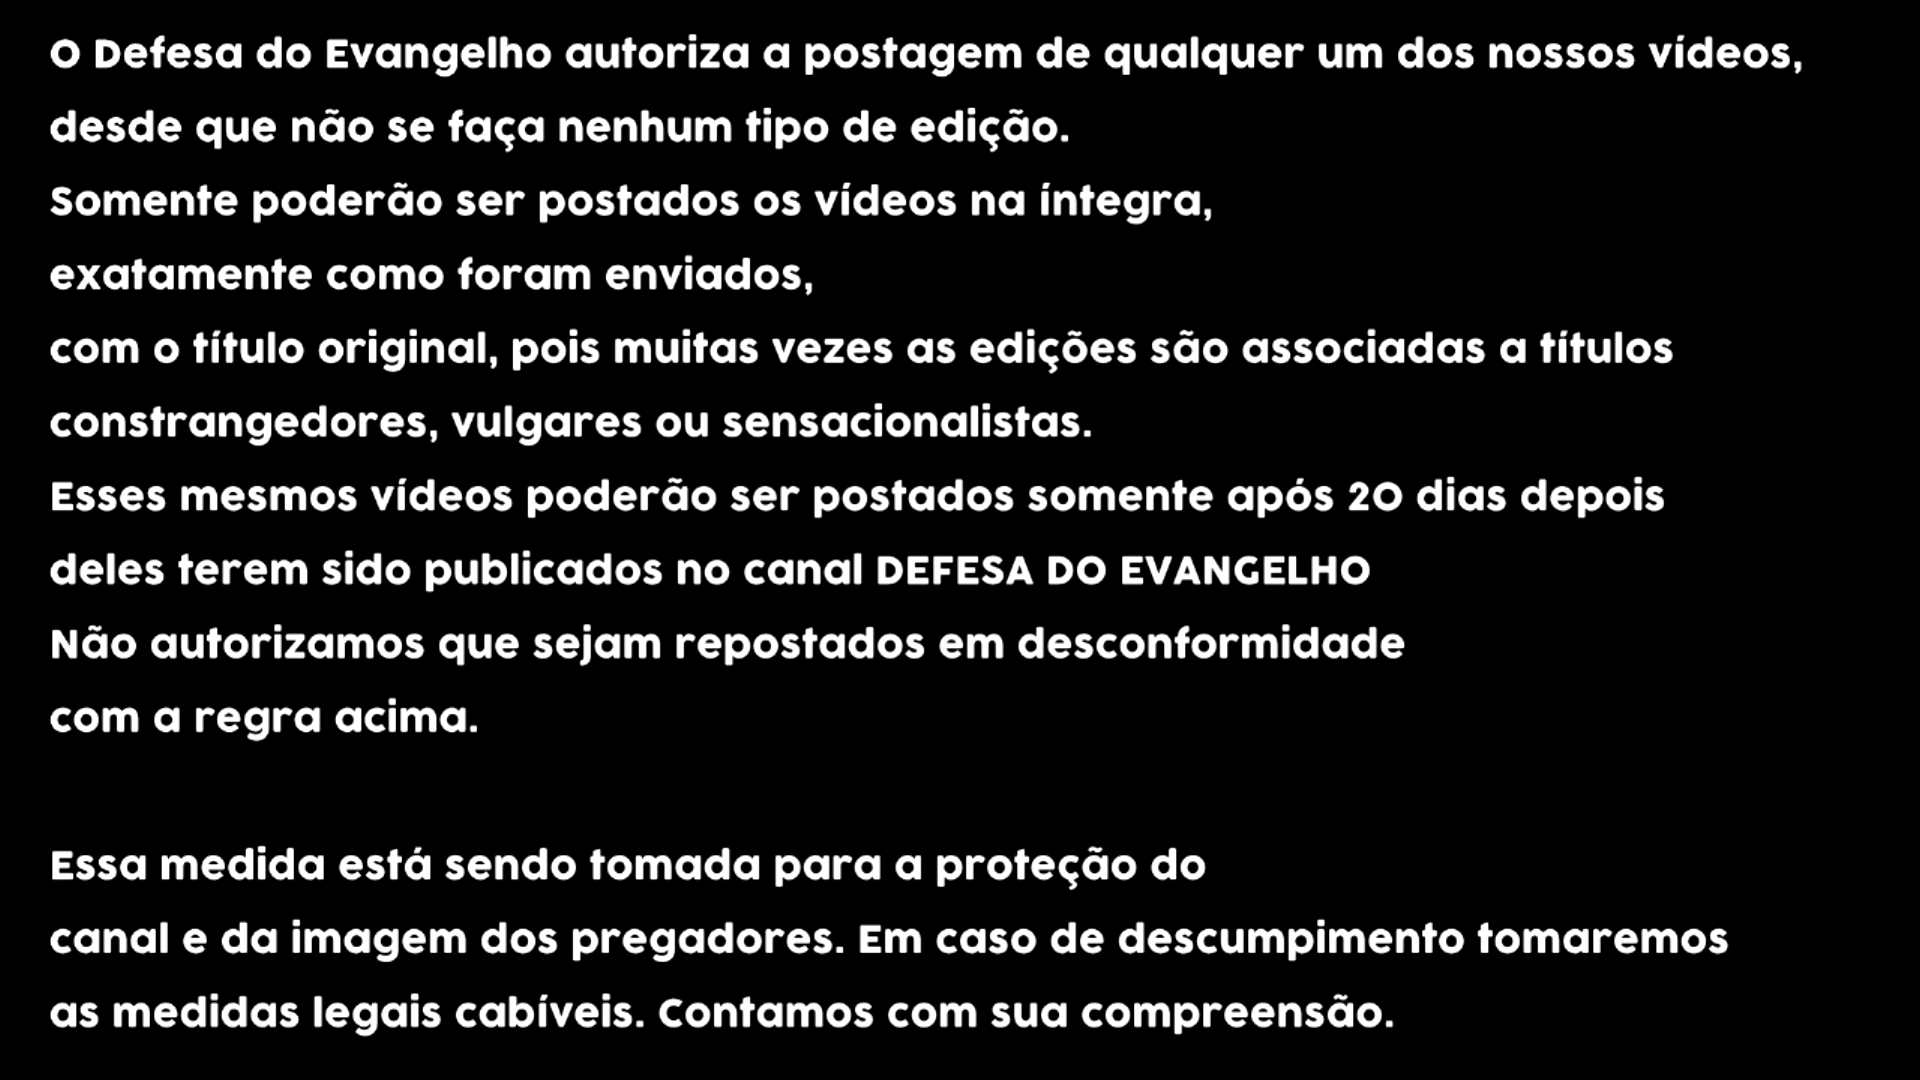 O Defesa do Evangelho autoriza a postagem de qualquer um dos nossos vídeos,
desde que não se faça nenhum tipo de edição.
Somente poderão ser postados os vídeos na íntegra,
exatamente como foram enviados,
com o título original, pois muitas vezes as edições são associadas a títulos
constrangedores, vulgares ou sensacionalistas.
Esses mesmos vídeos poderão ser postados somente após 20 dias depois
deles terem sido publicados no canal DEFESA DO EVANGELHO
Não autorizamos que sejam repostados em desconformidade
com a regra acima.
Essa medida está sendo tomada para a proteção do
canal e da imagem dos pregadores. Em caso de descumpimento tomaremos
as medidas legais cabíveis. Contamos com sua compreensão.